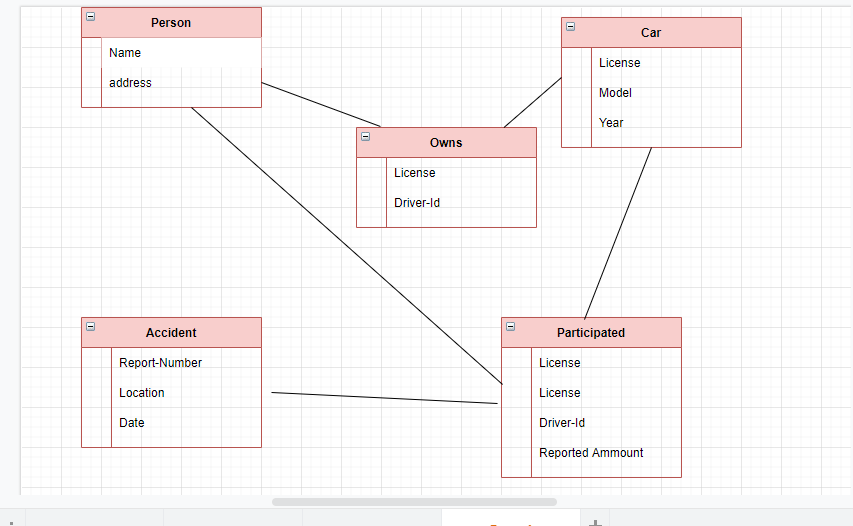 Person
Name
address
Car
License
Model
Year
Owns
License
Driver-Id
Accident
Report-Number
Location
Date
Participated
License
License
Driver-Id
Reported Ammount